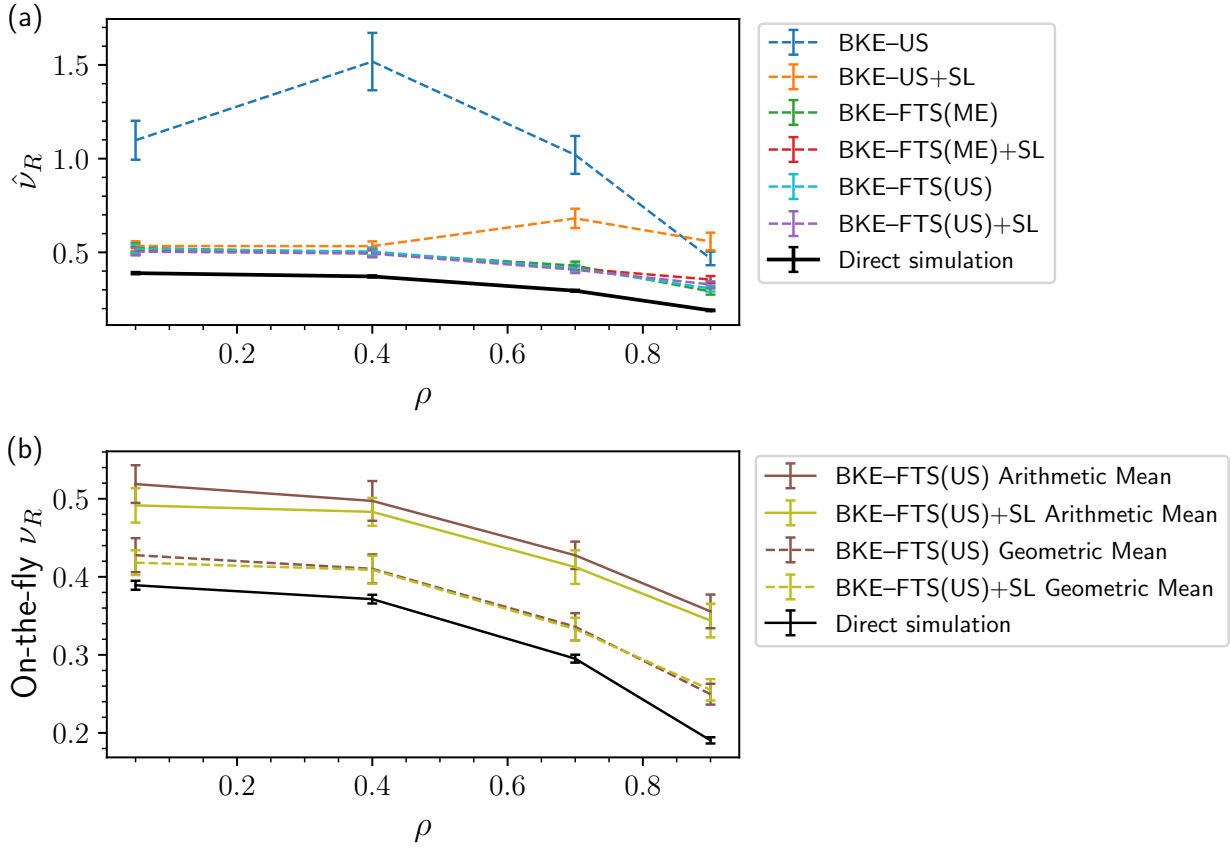 (a)
1.5
1.0
0.5
ν̂_R
0.2 0.4 0.6 0.8
ρ
BKE–US
BKE–US+SL
BKE–FTS(ME)
BKE–FTS(ME)+SL
BKE–FTS(US)
BKE–FTS(US)+SL
Direct simulation
(b)
0.5
0.4
0.3
0.2
On-the-fly ν_R
0.2 0.4 0.6 0.8
ρ
BKE–FTS(US) Arithmetic Mean
BKE–FTS(US)+SL Arithmetic Mean
BKE–FTS(US) Geometric Mean
BKE–FTS(US)+SL Geometric Mean
Direct simulation